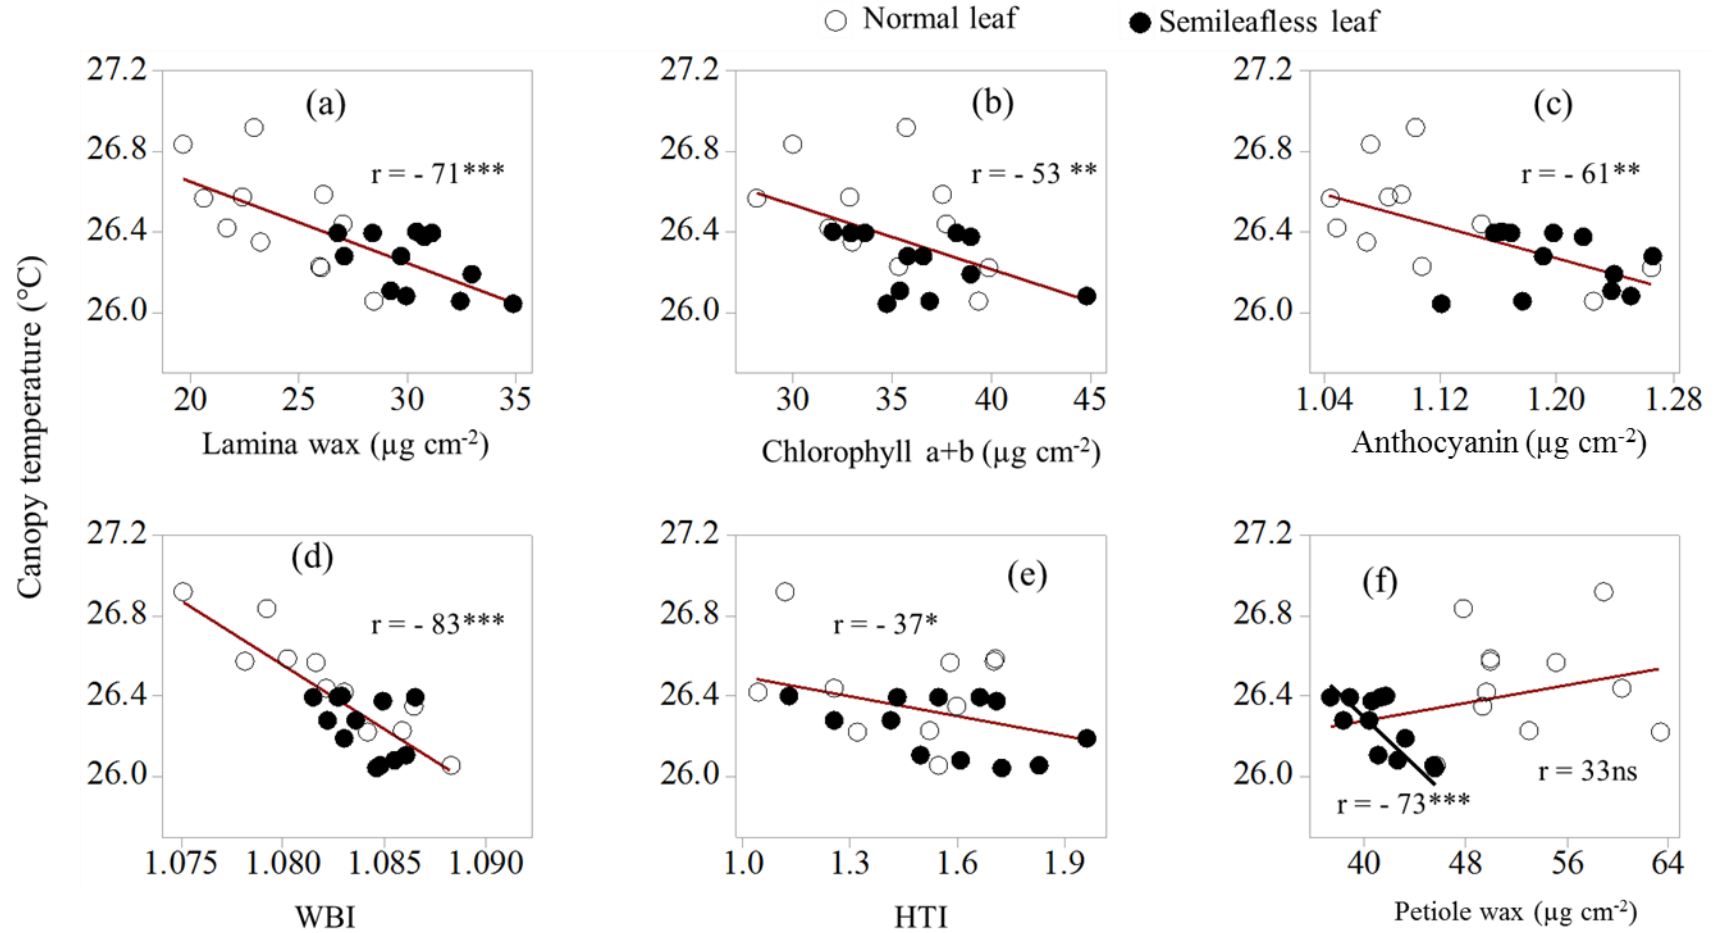 Normal leaf
Semileafless leaf
Canopy temperature (°C)
27.2
26.8
26.4
26.0
(a)
r = - 71***
20 25 30 35
Lamina wax (µg cm-2)
27.2
26.8
26.4
26.0
(b)
r = - 53 **
30 35 40 45
Chlorophyll a+b (µg cm-2)
27.2
26.8
26.4
26.0
(c)
r = - 61**
1.04 1.12 1.20 1.28
Anthocyanin (µg cm-2)
27.2
26.8
26.4
26.0
(d)
r = - 83***
1.075 1.080 1.085 1.090
WBI
27.2
26.8
26.4
26.0
(e)
r = - 37*
1.0 1.3 1.6 1.9
HTI
27.2
26.8
26.4
26.0
(f)
r = 33ns
r = - 73***
40 48 56 64
Petiole wax (µg cm-2)